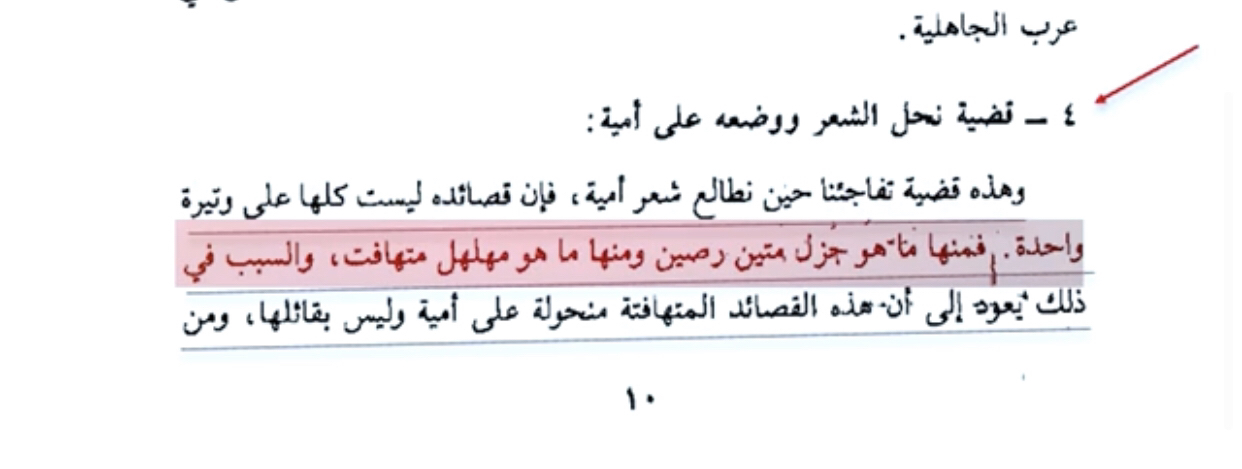 عرب الجاهلية .
٤ ــ قضية نحل الشعر ووضعه على أمية :
وهذه قضية تفاجئنا حين نطالع شعر أمية ، فإن قصائده ليست كلها على وتيرة
واحدة . فمنها ما هو جزل متين رصين ومنها ما هو مهلهل متهافت ، والسبب في
ذلك يعود إلى أن هذه القصائد المتهافتة منحولة على أمية وليس بقائلها ، ومن
١٠